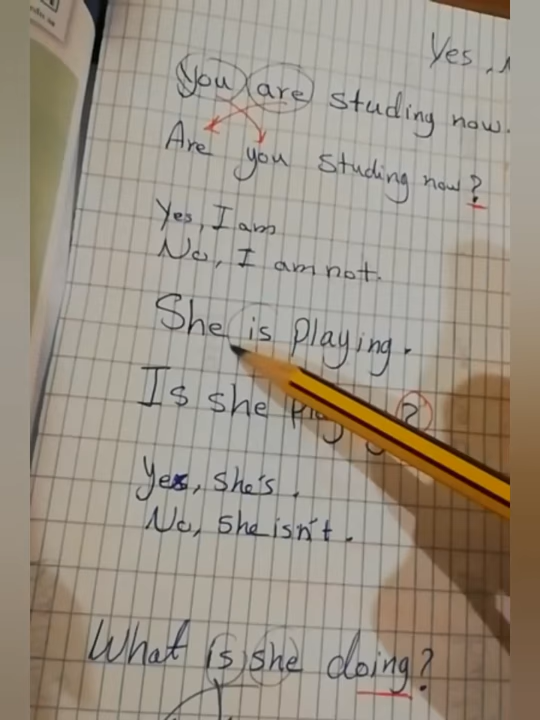 Yes,
You are studing now.
Are you studing now?
Yes, I am
No, I am not.
She is playing.
Is she playing?
Yes, she's.
No, she isn't.
What is she doing?